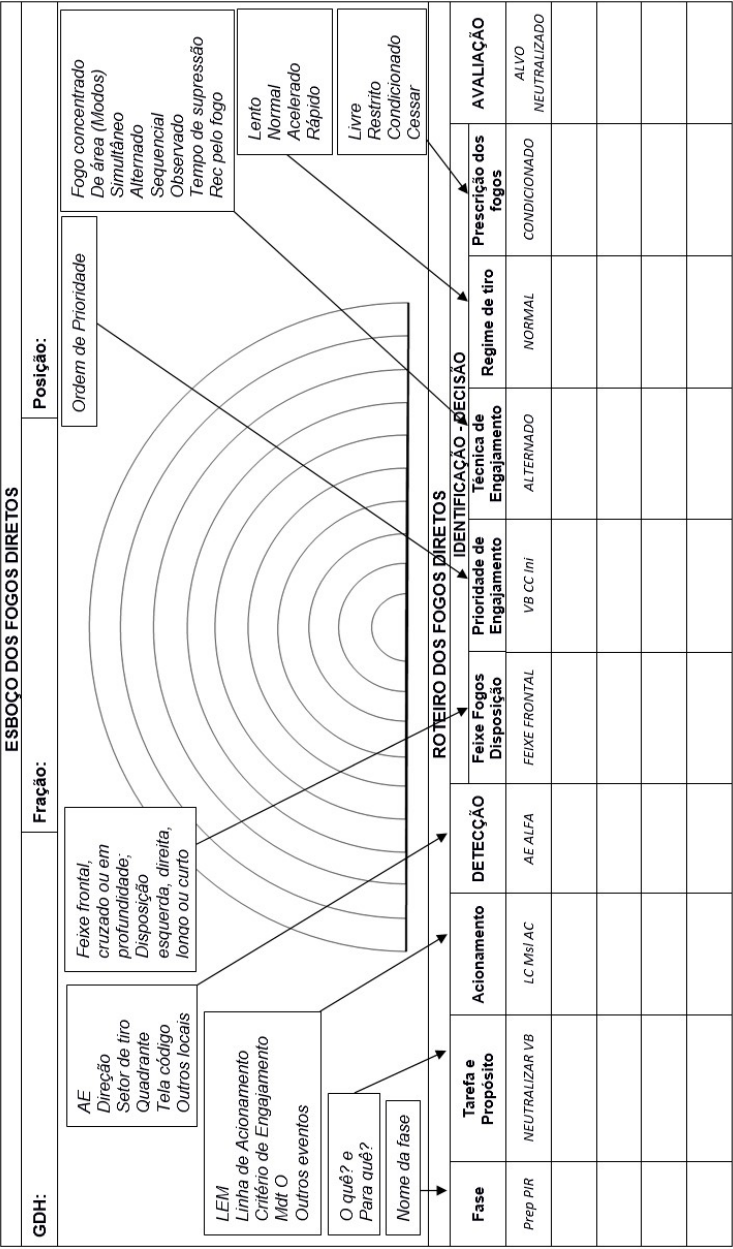 ESBOÇO DOS FOGOS DIRETOS
GDH:
Fração:
Posição:
AE
Direção
Setor de tiro
Quadrante
Tela código
Outros locais
Feixe frontal,
cruzado ou em
profundidade;
Disposição
esquerda, direita,
longo ou curto
Ordem de Prioridade
Fogo concentrado
De área (Modos)
Simultâneo
Alternado
Sequencial
Observado
Tempo de supressão
Rec pelo fogo
LEM
Linha de Acionamento
Critério de Engajamento
Mdt O
Outros eventos
Lento
Normal
Acelerado
Rápido
O quê? e
Para quê?
Livre
Restrito
Condicionado
Cessar
Nome da fase
ROTEIRO DOS FOGOS DIRETOS
IDENTIFICAÇÃO - DECISÃO
Fase
Tarefa e
Propósito
Acionamento
DETECÇÃO
Feixe Fogos
Disposição
Prioridade de
Engajamento
Técnica de
Engajamento
Regime de tiro
Prescrição dos
fogos
AVALIAÇÃO
Prep PIR
NEUTRALIZAR VB
LC Msl AC
AE ALFA
FEIXE FRONTAL
VB CC Ini
ALTERNADO
NORMAL
CONDICIONADO
ALVO
NEUTRALIZADO